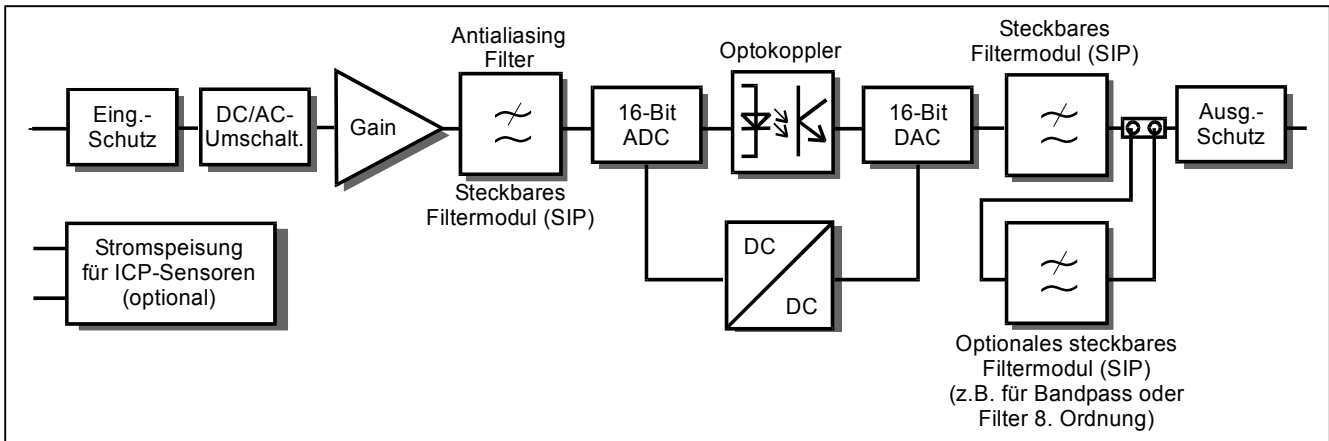 Eing.-
Schutz
DC/AC-
Umschalt.
Gain
Antialiasing
Filter
Steckbares
Filtermodul (SIP)
16-Bit
ADC
Optokoppler
16-Bit
DAC
Steckbares
Filtermodul (SIP)
Ausg.-
Schutz
Stromspeisung
für ICP-Sensoren
(optional)
DC
DC
Optionales steckbares
Filtermodul (SIP)
(z.B. für Bandpass oder
Filter 8. Ordnung)